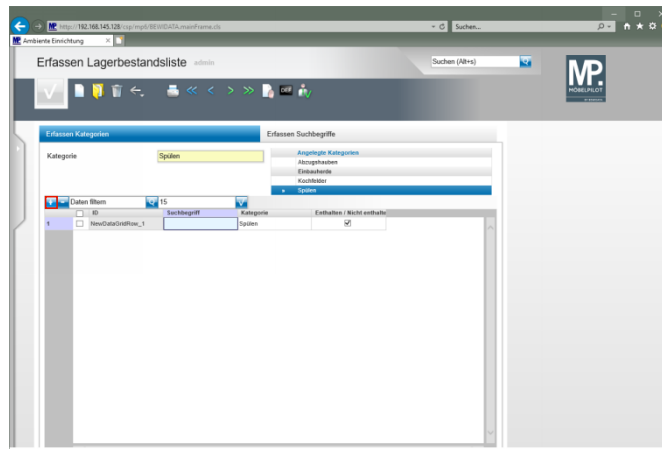 http://192.168.145.128/csp/mpli/BEWIDATA.mainFrame.cls
Suchen...
Ambiente Einrichtung
Erfassen Lagerbestandsliste admin
Suchen (Alt+s)
MP.
MÖBELPILOT
DEF
Erfassen Kategorien
Erfassen Suchbegriffe
Kategorie
Spülen
Angelegte Kategorien
Abzugshauben
Einbauherde
Kochfelder
Spülen
Daten filtern
15
ID Suchbegriff Kategorie Enthalten / Nicht enthalte
1 NewDataGridRow_1 Spülen